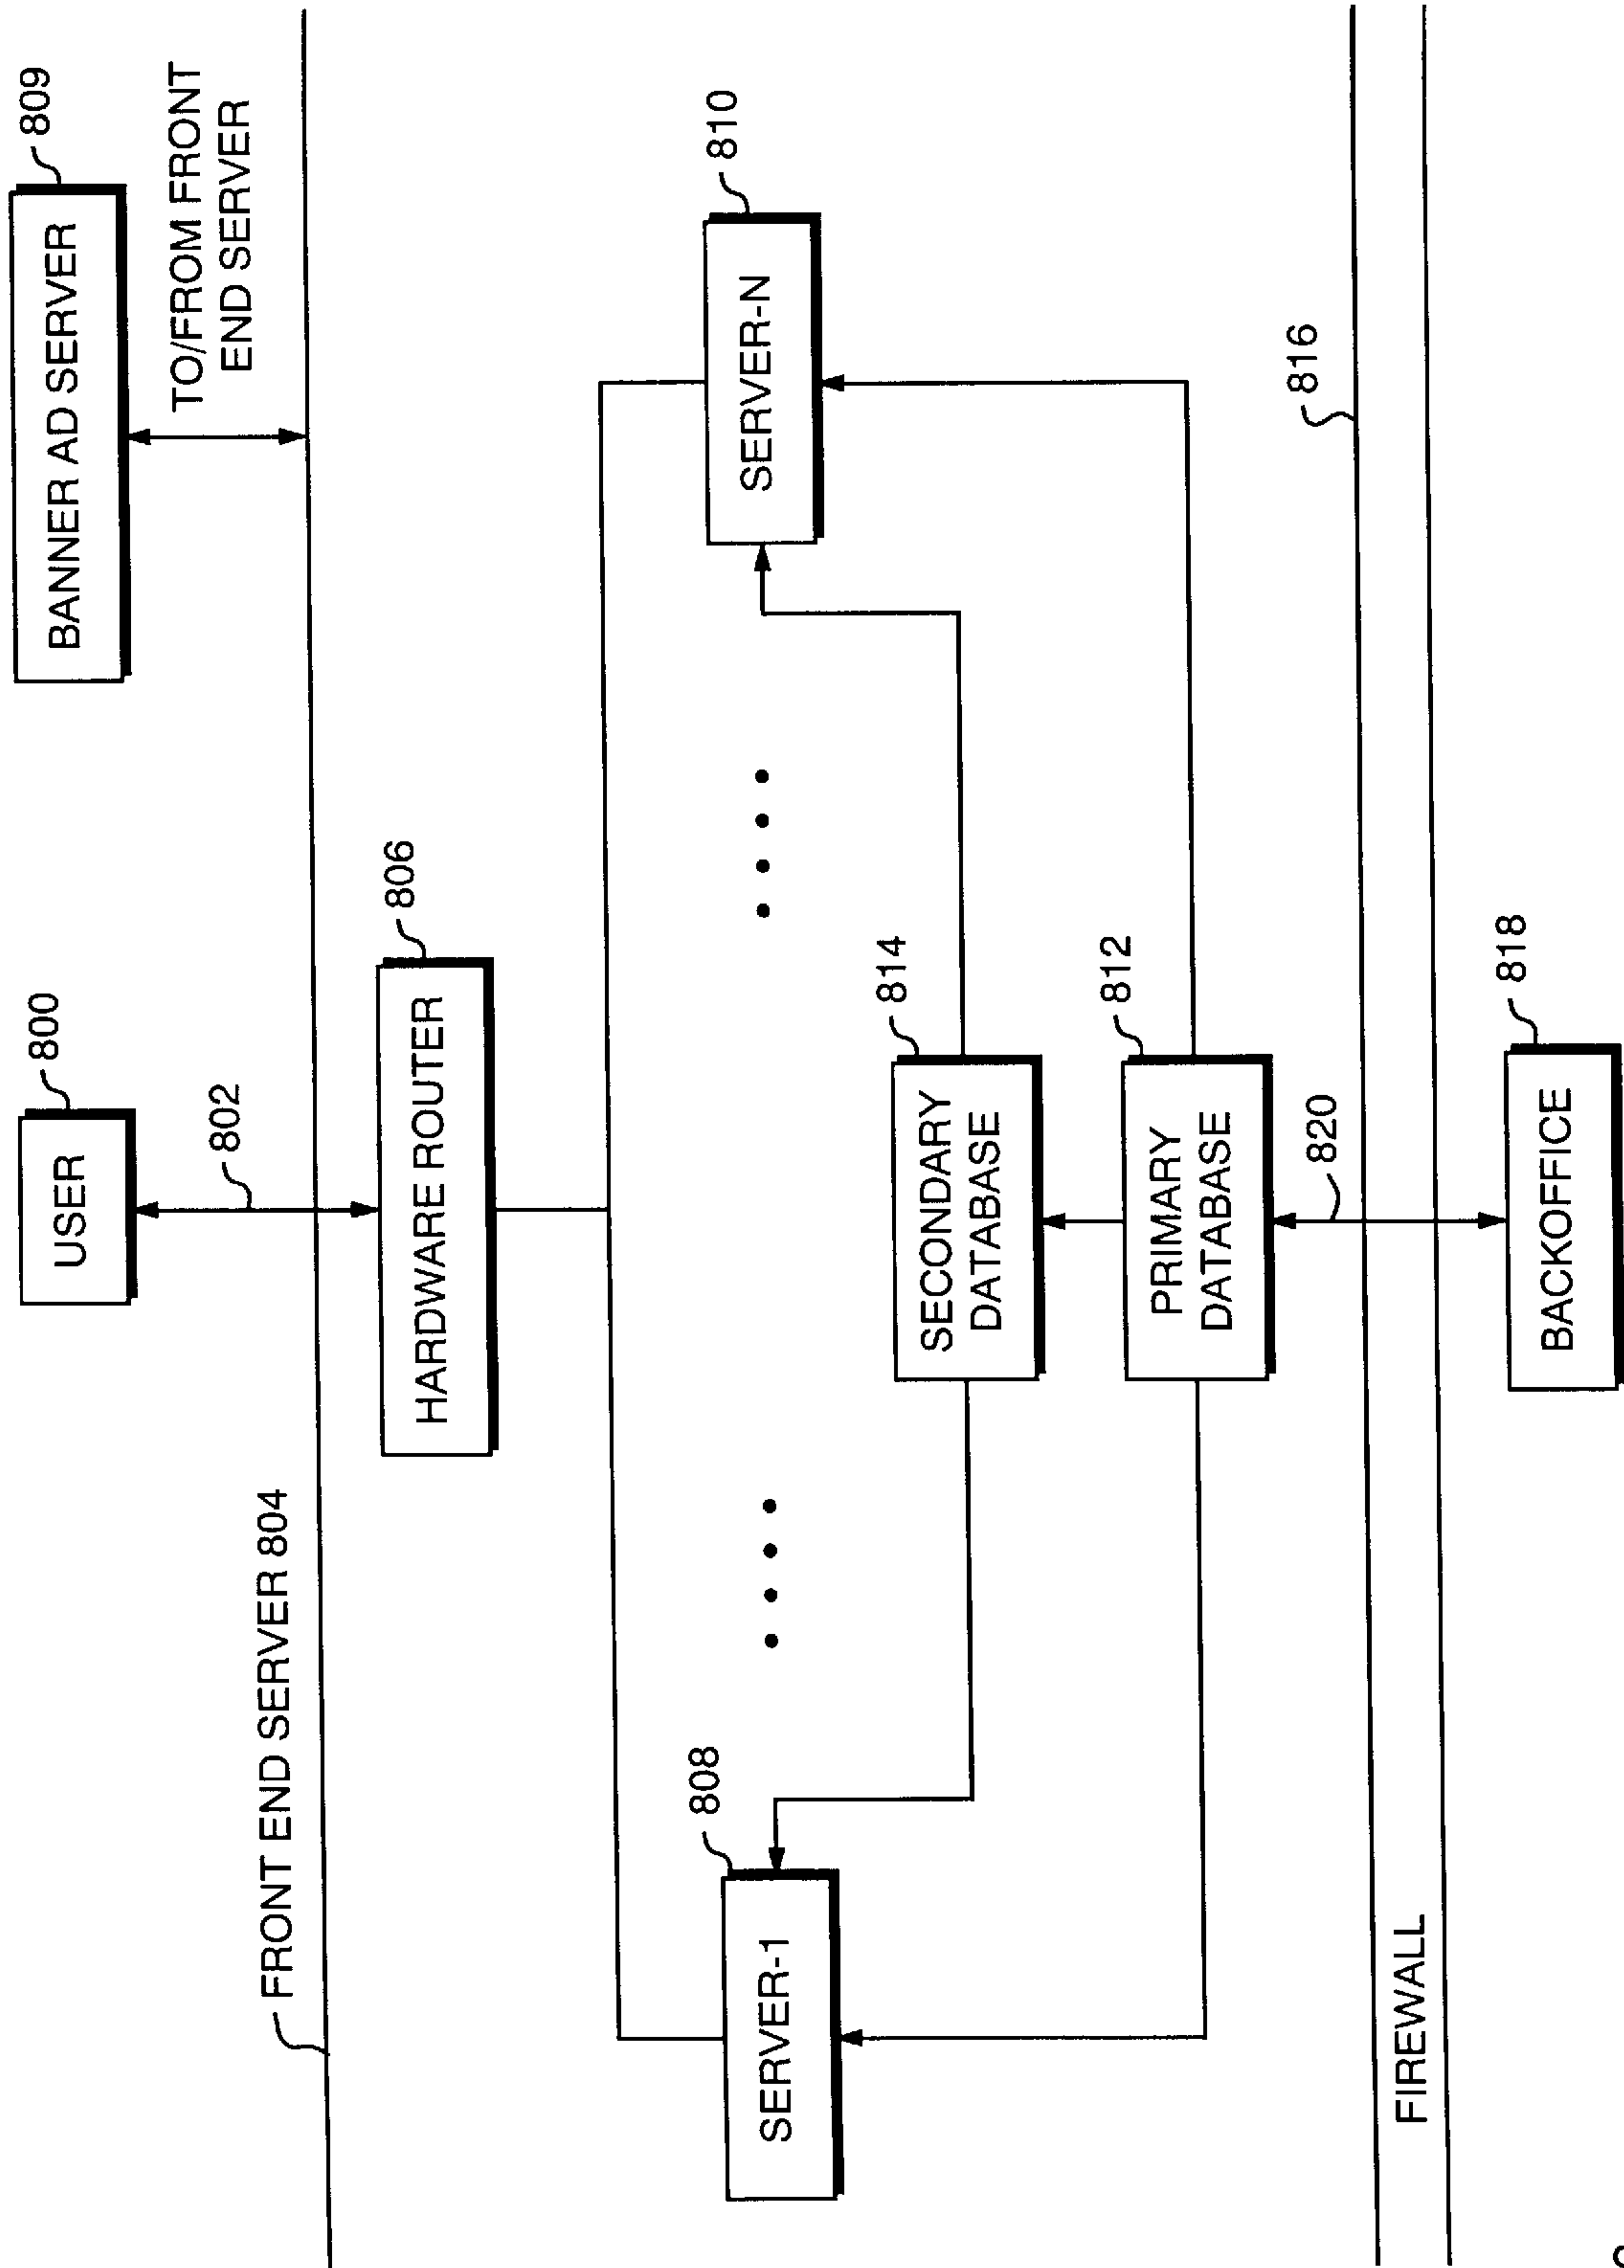 USER
800
BANNER AD SERVER
809
802
TO/FROM FRONT
END SERVER
FRONT END SERVER 804
HARDWARE ROUTER
806
SERVER-1
808
SERVER-N
810
SECONDARY
DATABASE
814
PRIMARY
DATABASE
812
820
816
FIREWALL
BACKOFFICE
818